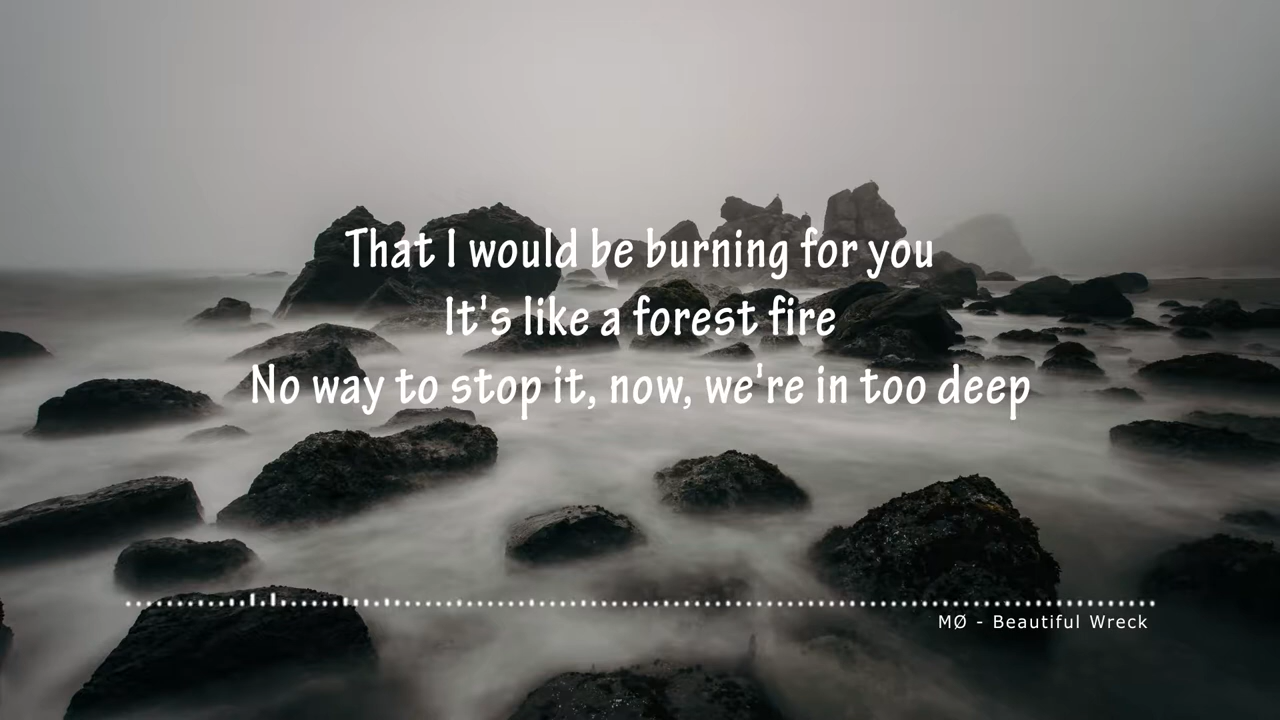 That I would be burning for you
It's like a forest fire
No way to stop it, now, we're in too deep
MØ - Beautiful Wreck